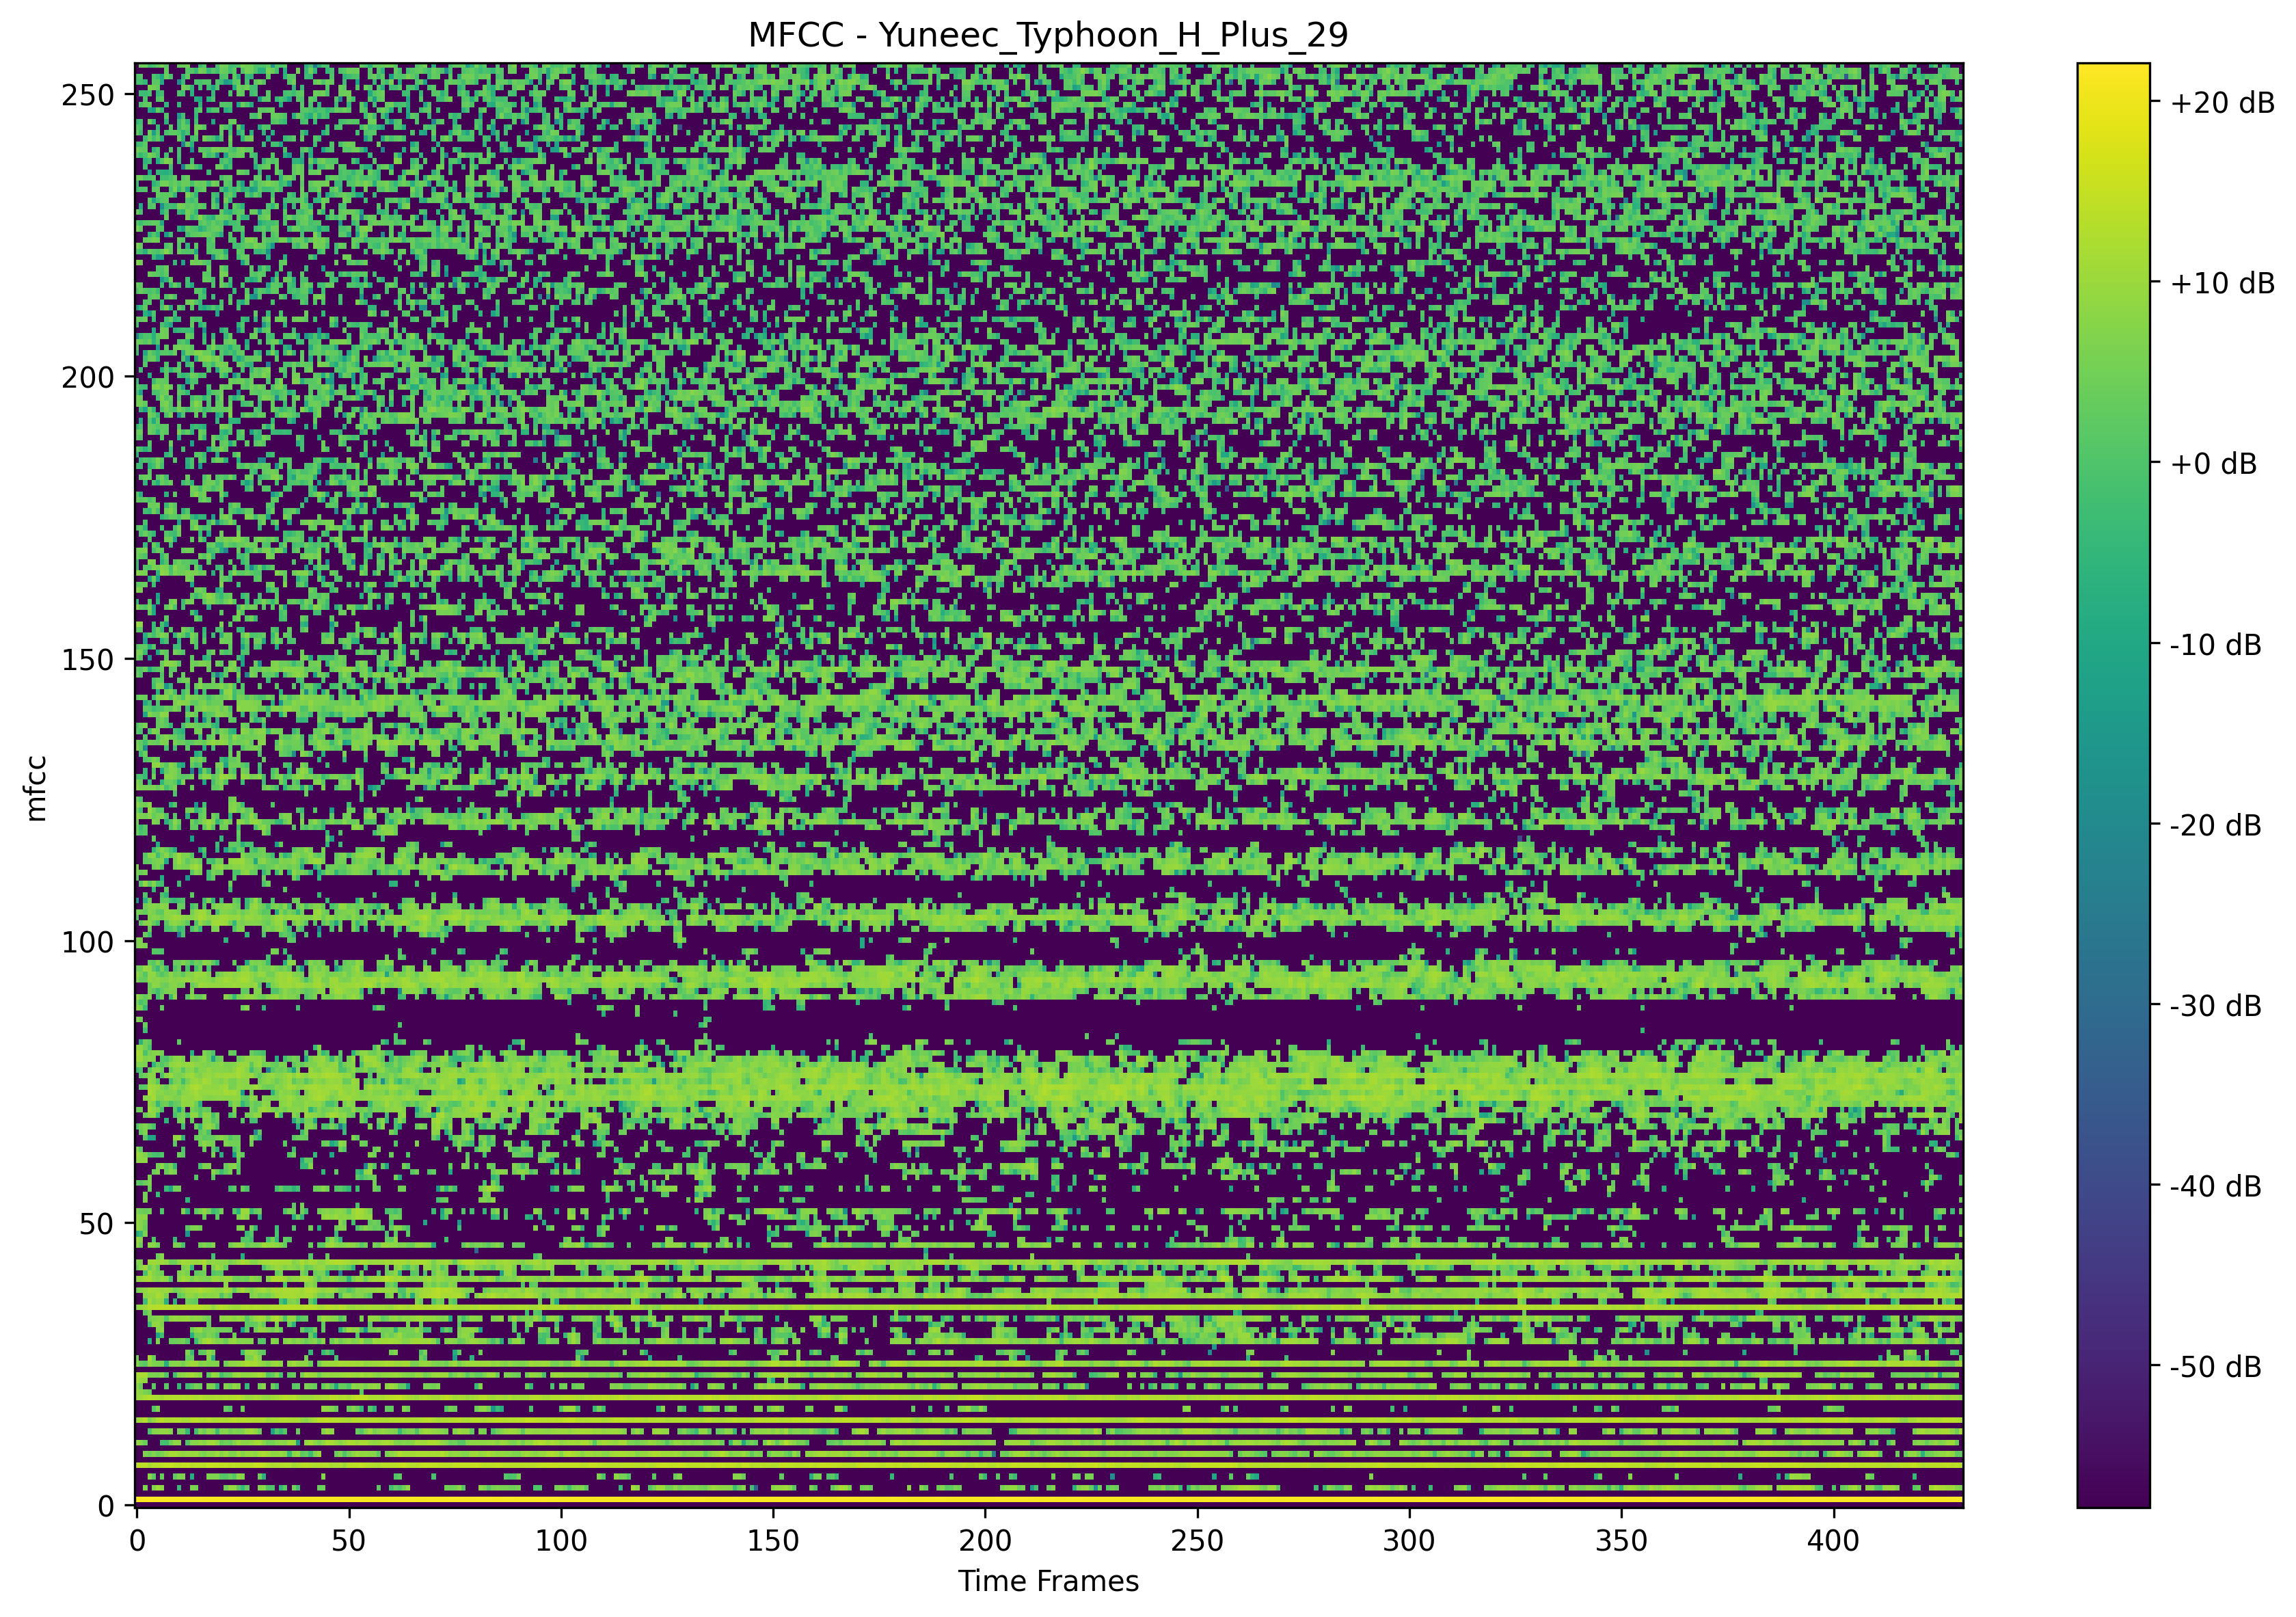 MFCC - Yuneec_Typhoon_H_Plus_29
250
200
150
100
50
0
mfcc
0 50 100 150 200 250 300 350 400
Time Frames
+20 dB
+10 dB
+0 dB
-10 dB
-20 dB
-30 dB
-40 dB
-50 dB